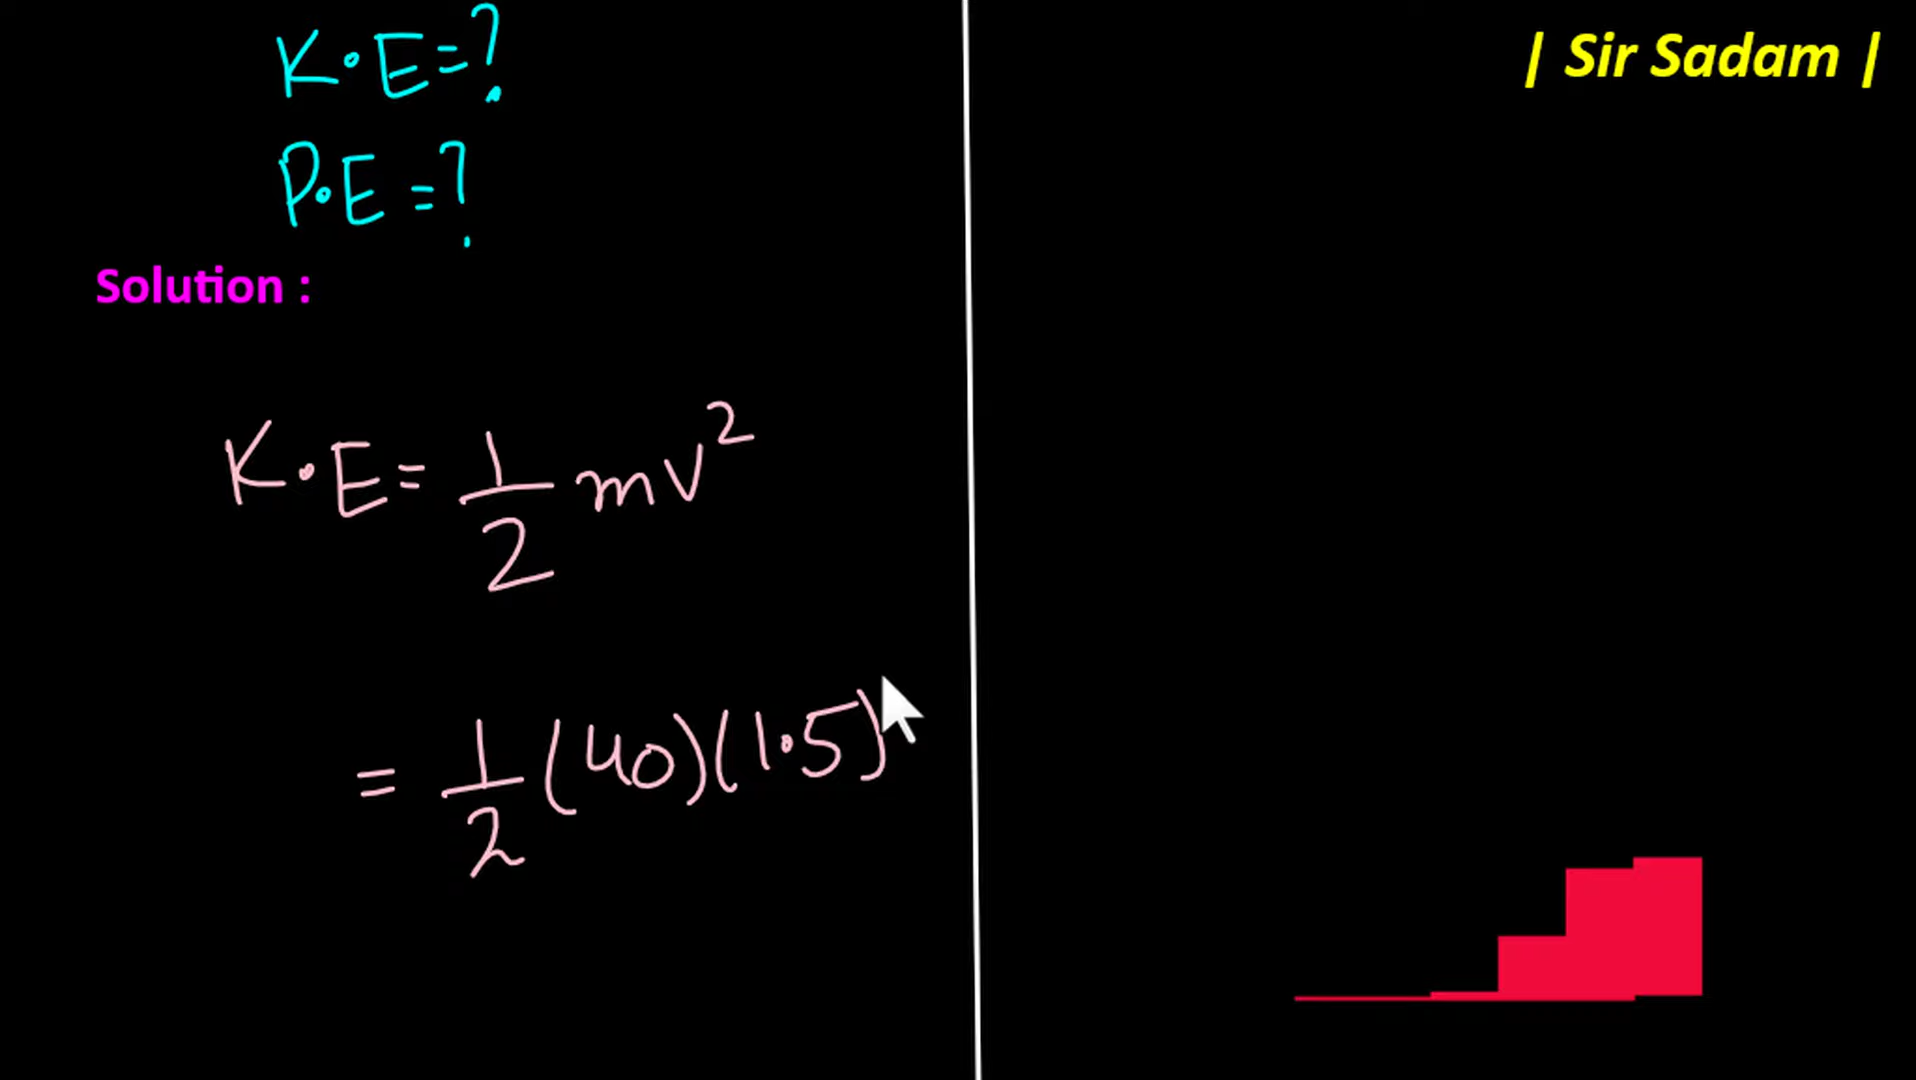 K.E=?
| Sir Sadam |
P.E=?
Solution :
K.E=1/2 mv²
= 1/2 (40)(1.5)